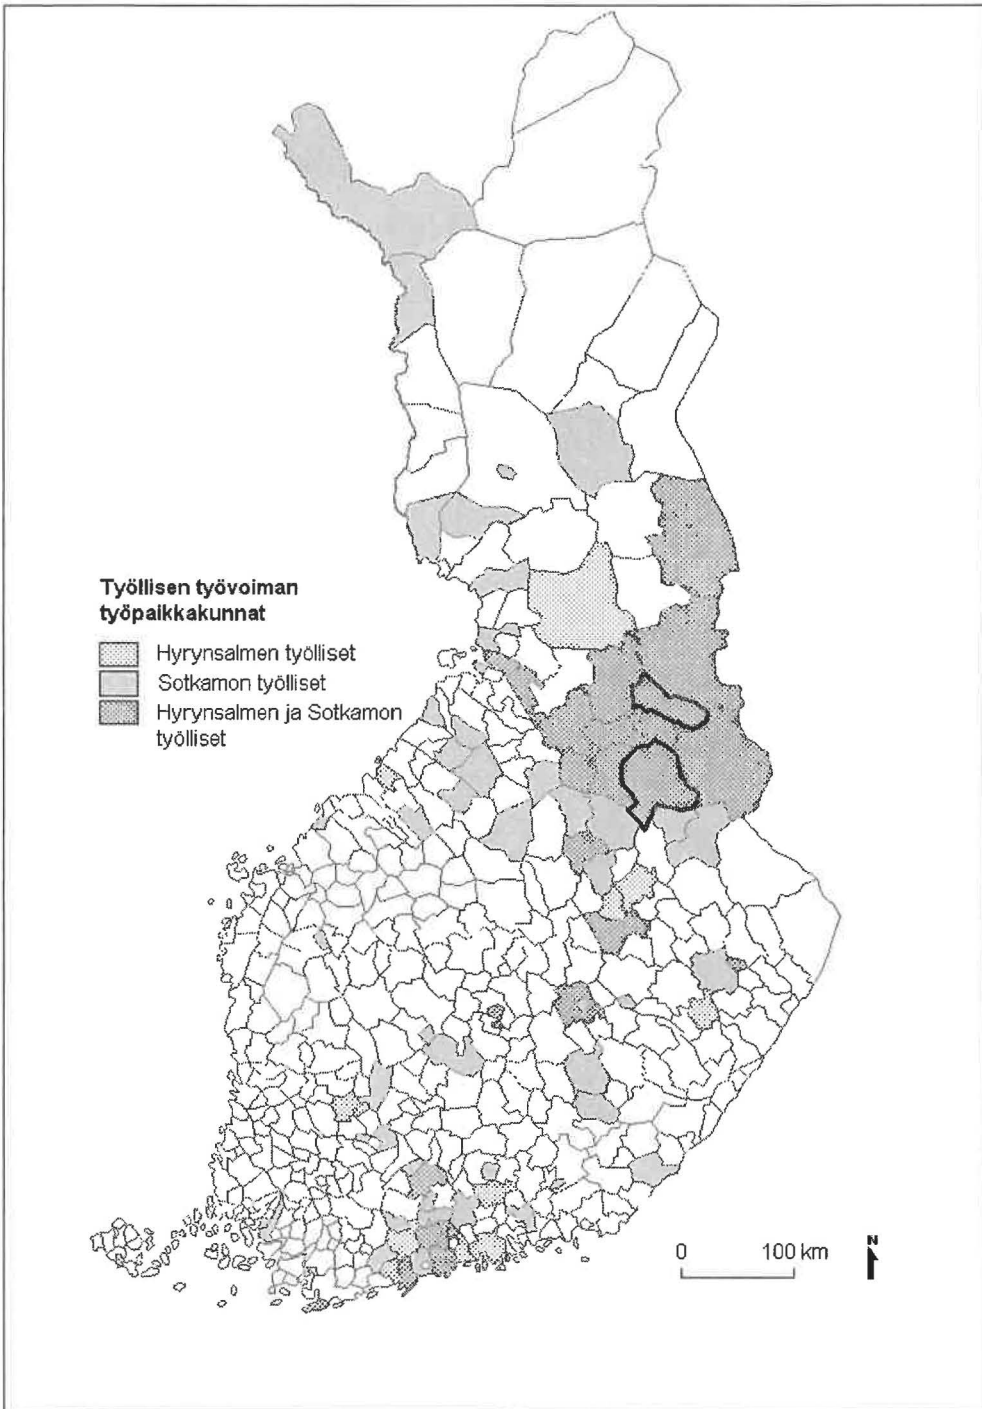 Työllisen työvoiman
työpaikkakunnat
Hyrynsalmen työlliset
Sotkamon työlliset
Hyrynsalmen ja Sotkamon
työlliset
0 100 km
N